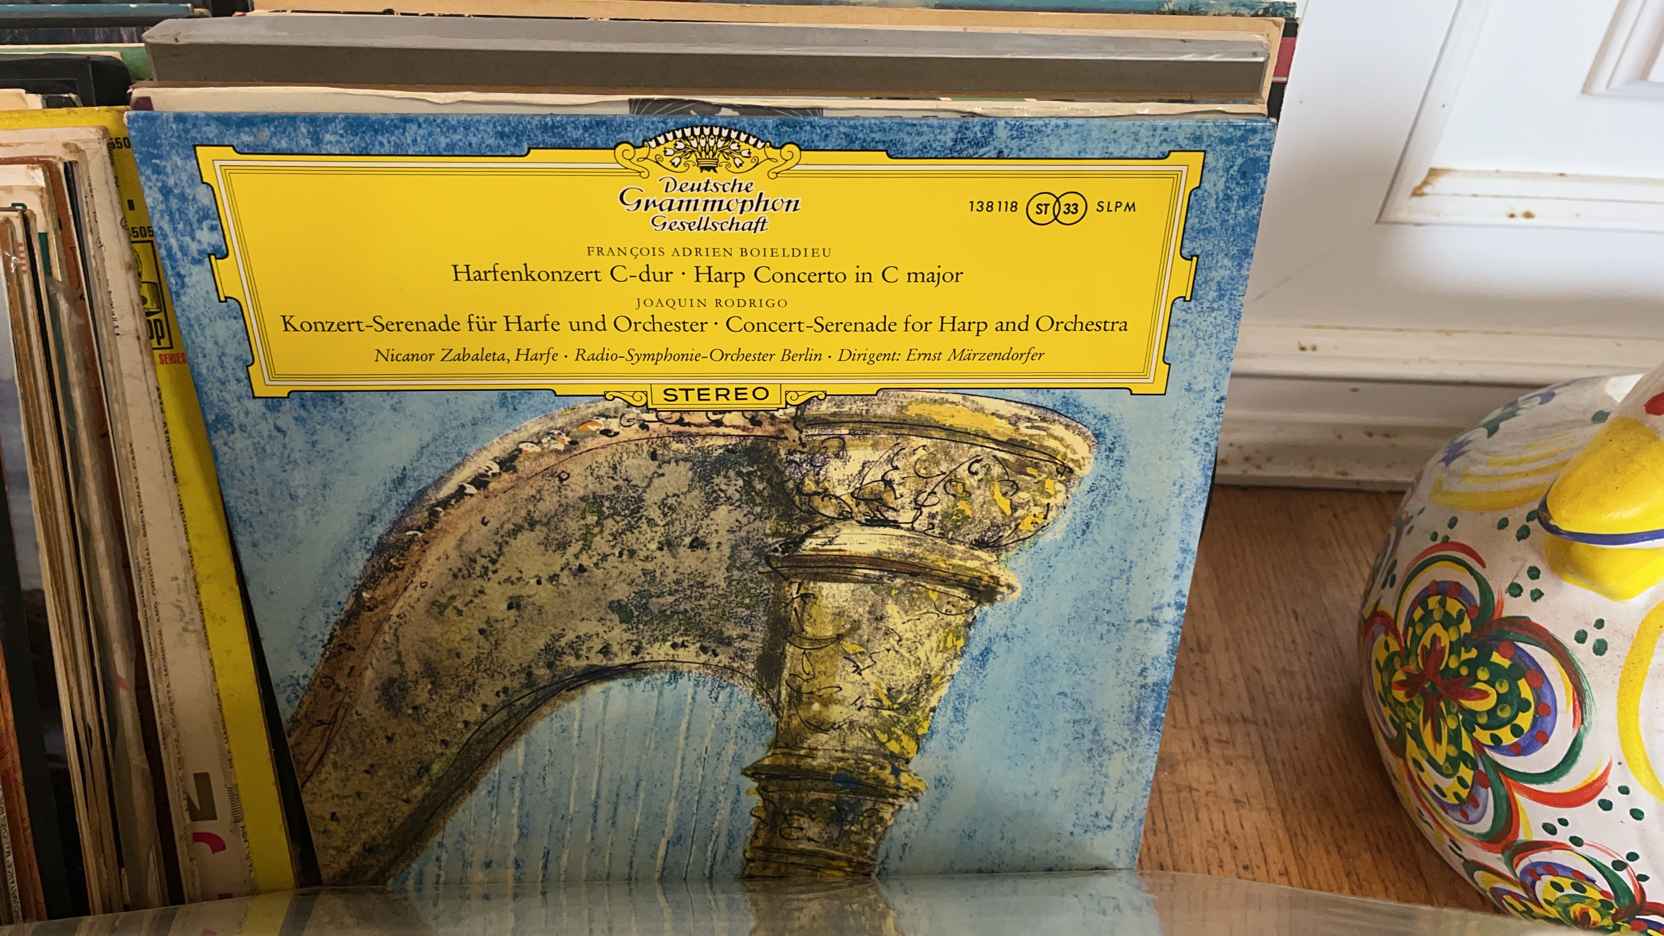 Deutsche
Grammophon
Gesellschaft
138118 ST 33 SLPM
FRANÇOIS ADRIEN BOIELDIEU
Harfenkonzert C-dur · Harp Concerto in C major
JOAQUIN RODRIGO
Konzert-Serenade für Harfe und Orchester · Concert-Serenade for Harp and Orchestra
Nicanor Zabaleta, Harfe · Radio-Symphonie-Orchester Berlin · Dirigent: Ernst Märzendorfer
STEREO
SERIES